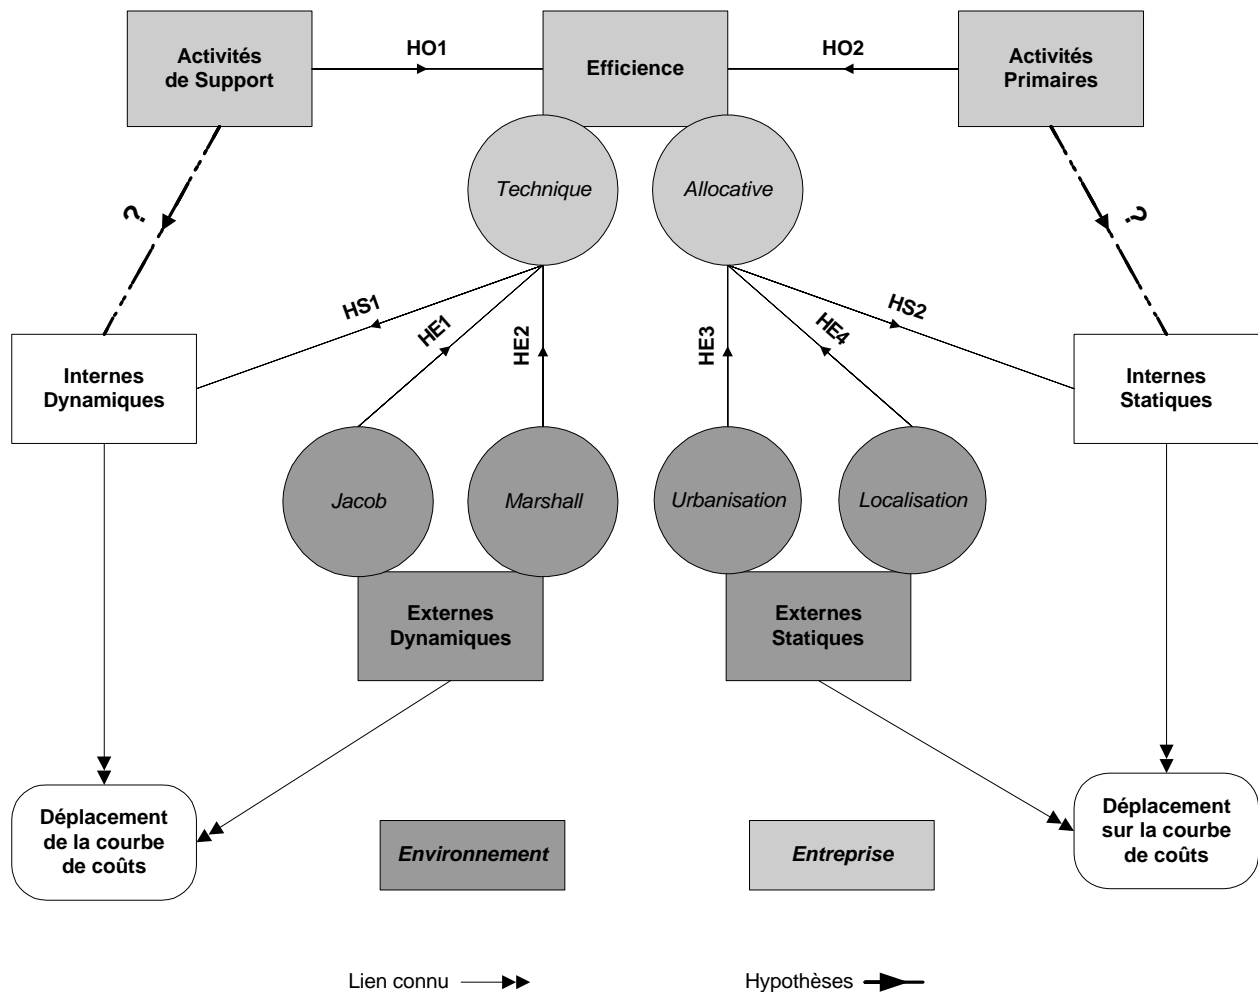 Activités
de Support
HO1
Efficience
HO2
Activités
Primaires
Technique
Allocative
?
?
HS1
HE1
HE2
HE3
HE4
HS2
Internes
Dynamiques
Internes
Statiques
Jacob
Marshall
Urbanisation
Localisation
Externes
Dynamiques
Externes
Statiques
Déplacement
de la courbe
de coûts
Environnement
Entreprise
Déplacement
sur la courbe
de coûts
Lien connu
Hypothèses